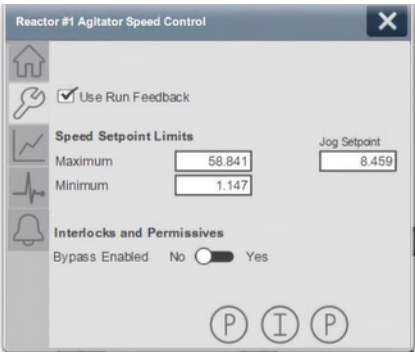 Reactor #1 Agitator Speed Control
Use Run Feedback
Speed Setpoint Limits
Jog Setpoint
Maximum 58.841 8.459
Minimum 1.147
Interlocks and Permissives
Bypass Enabled No Yes
P I P